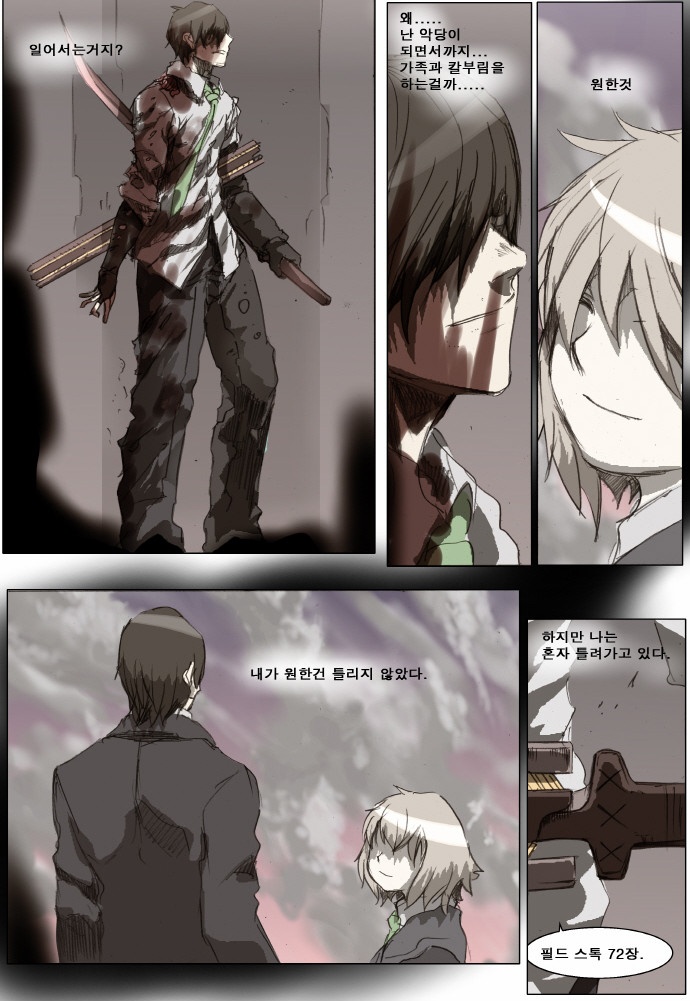 일어서는거지?
왜.....
난 악당이
되면서까지...
가족과 칼부림을
하는걸까.....
원한것
내가 원한건 틀리지 않았다.
하지만 나는
혼자 틀려가고 있다.
필드 스톡 72장.